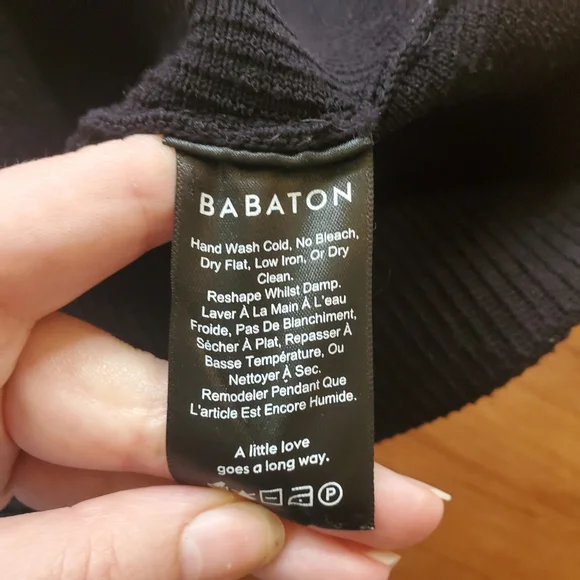 BABATON
Hand Wash Cold, No Bleach,
Dry Flat, Low Iron, Or Dry
Clean.
Reshape Whilst Damp.
Laver À La Main À L'eau
Froide, Pas De Blanchiment,
Sécher À Plat, Repasser À
Basse Température, Ou
Nettoyer À Sec.
Remodeler Pendant Que
L'article Est Encore Humide.
A little love
goes a long way.
P